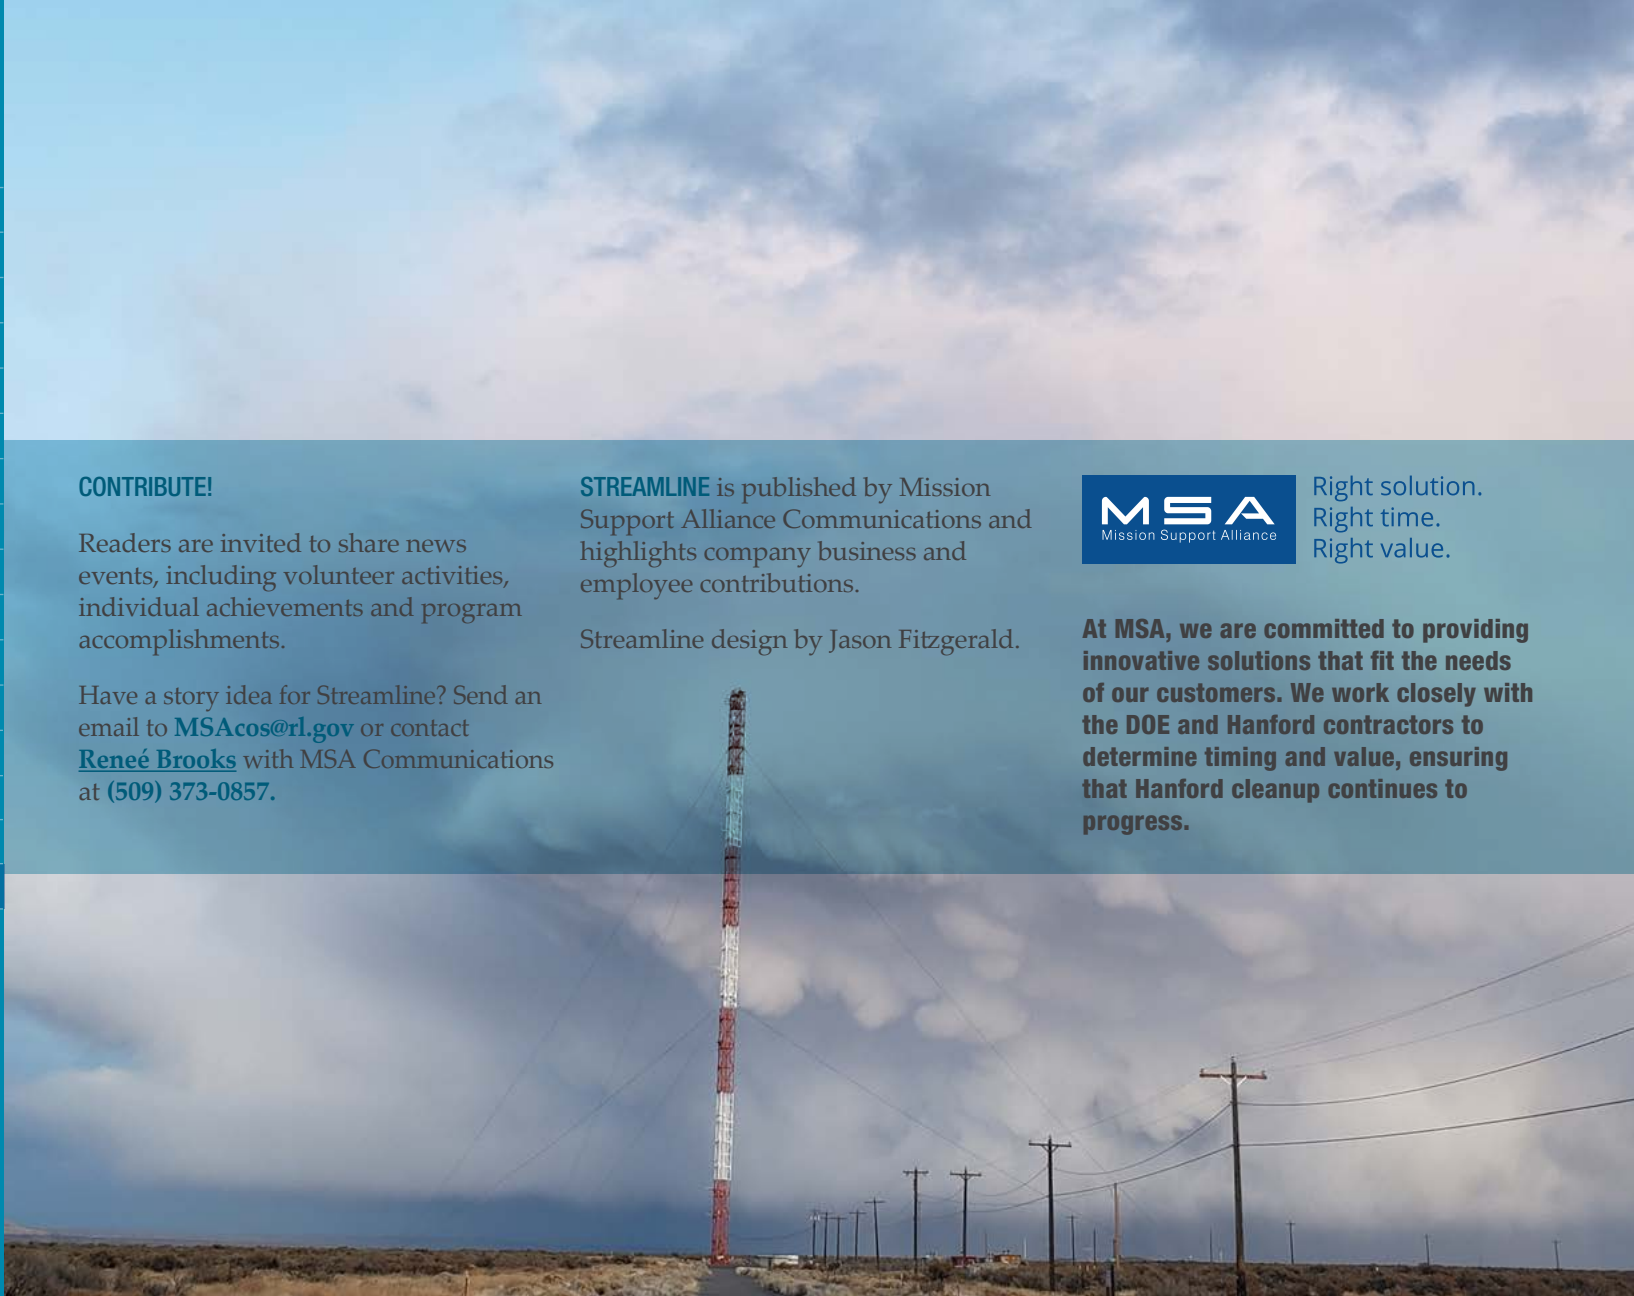 CONTRIBUTE!
Readers are invited to share news
events, including volunteer activities,
individual achievements and program
accomplishments.
Have a story idea for Streamline? Send an
email to MSAcos@rl.gov or contact
Reneé Brooks with MSA Communications
at (509) 373-0857.
STREAMLINE is published by Mission
Support Alliance Communications and
highlights company business and
employee contributions.
Streamline design by Jason Fitzgerald.
MSA
Mission Support Alliance
Right solution.
Right time.
Right value.
At MSA, we are committed to providing
innovative solutions that fit the needs
of our customers. We work closely with
the DOE and Hanford contractors to
determine timing and value, ensuring
that Hanford cleanup continues to
progress.